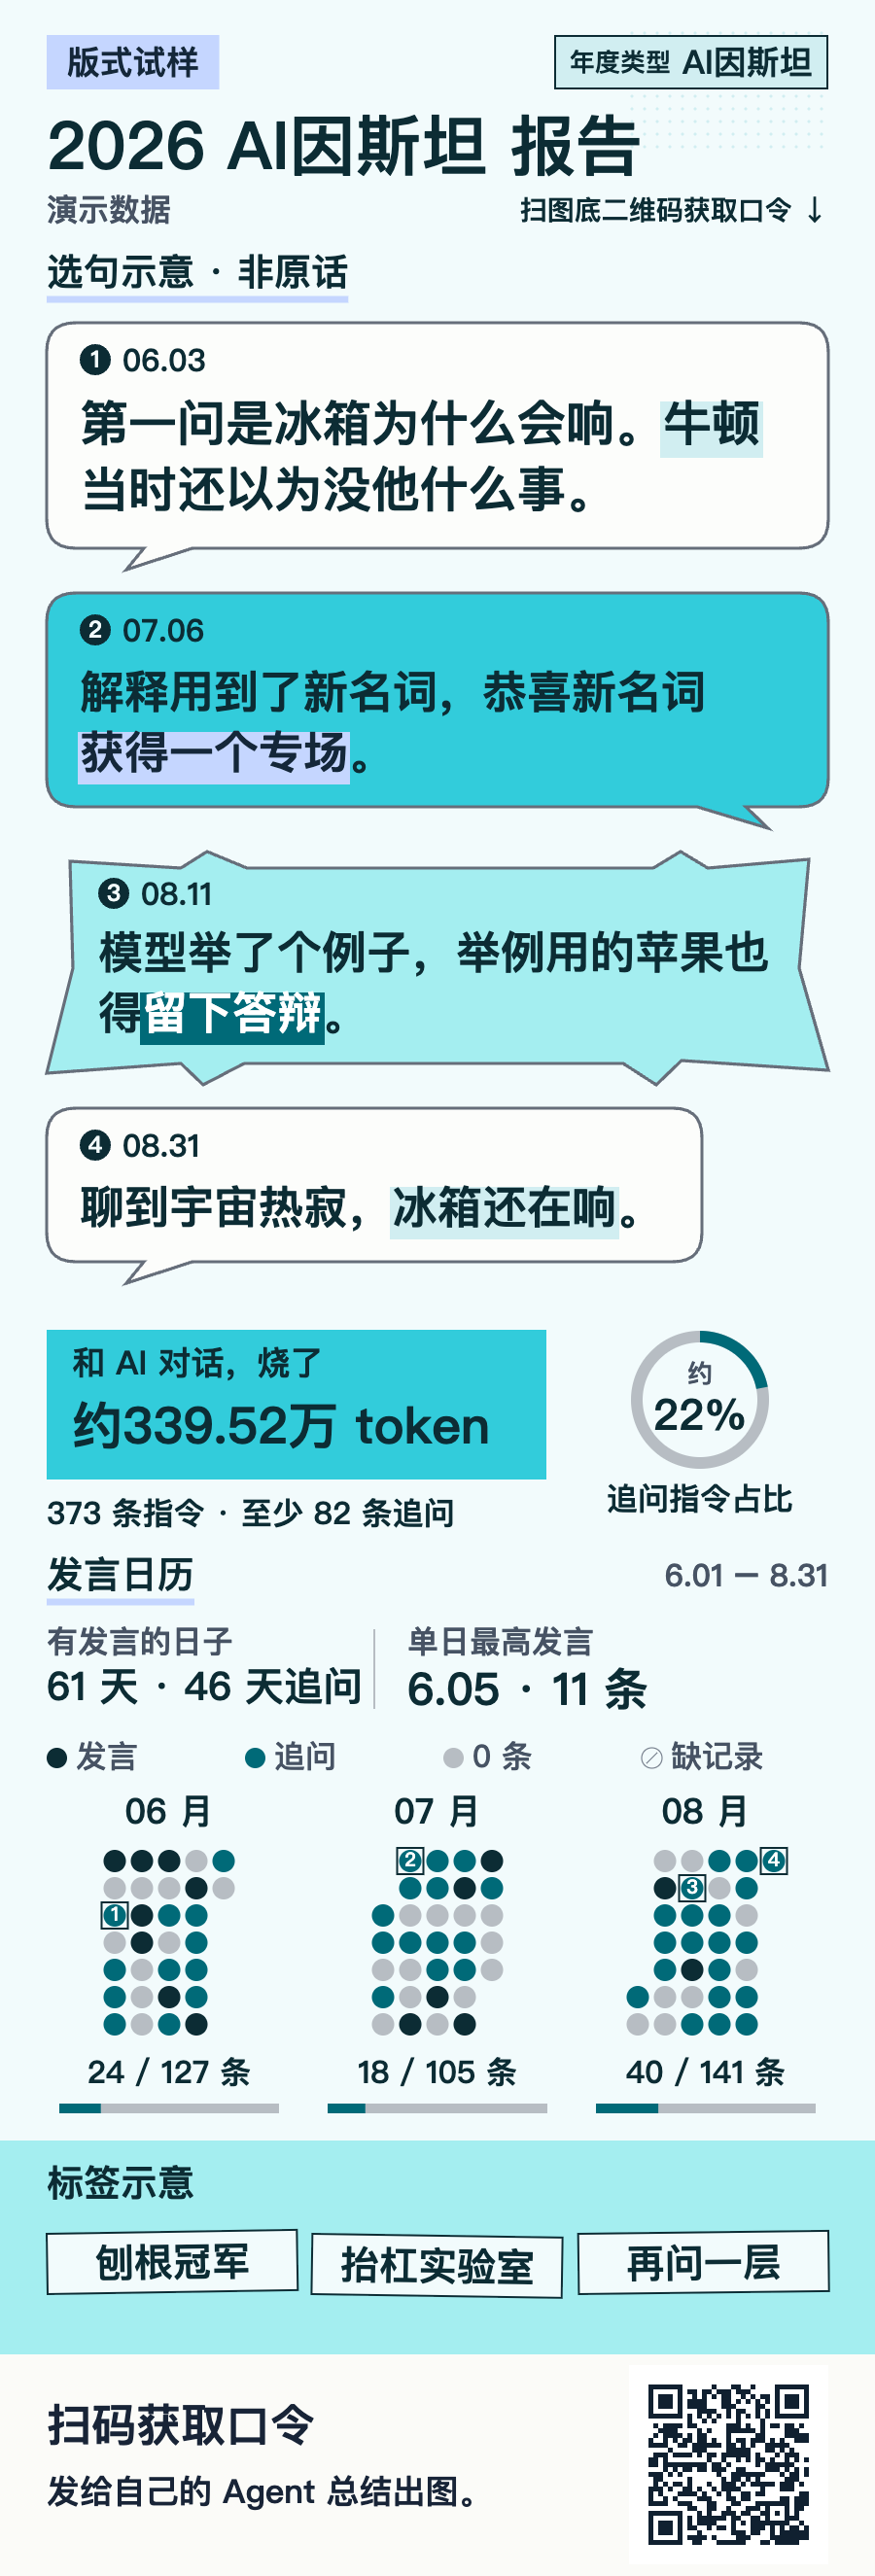 版式试样
年度类型 AI因斯坦
2026 AI因斯坦 报告
演示数据
扫图底二维码获取口令 ↓
选句示意 · 非原话
1 06.03
第一问是冰箱为什么会响。牛顿
当时还以为没他什么事。
2 07.06
解释用到了新名词，恭喜新名词
获得一个专场。
3 08.11
模型举了个例子，举例用的苹果也
得留下答辩。
4 08.31
聊到宇宙热寂，冰箱还在响。
和 AI 对话，烧了
约339.52万 token
373 条指令 · 至少 82 条追问
约
22%
追问指令占比
发言日历
6.01 — 8.31
有发言的日子
61 天 · 46 天追问
单日最高发言
6.05 · 11 条
发言 追问 0 条 缺记录
06 月 07 月 08 月
2 4
3
1
24 / 127 条 18 / 105 条 40 / 141 条
标签示意
刨根冠军 抬杠实验室 再问一层
扫码获取口令
发给自己的 Agent 总结出图。